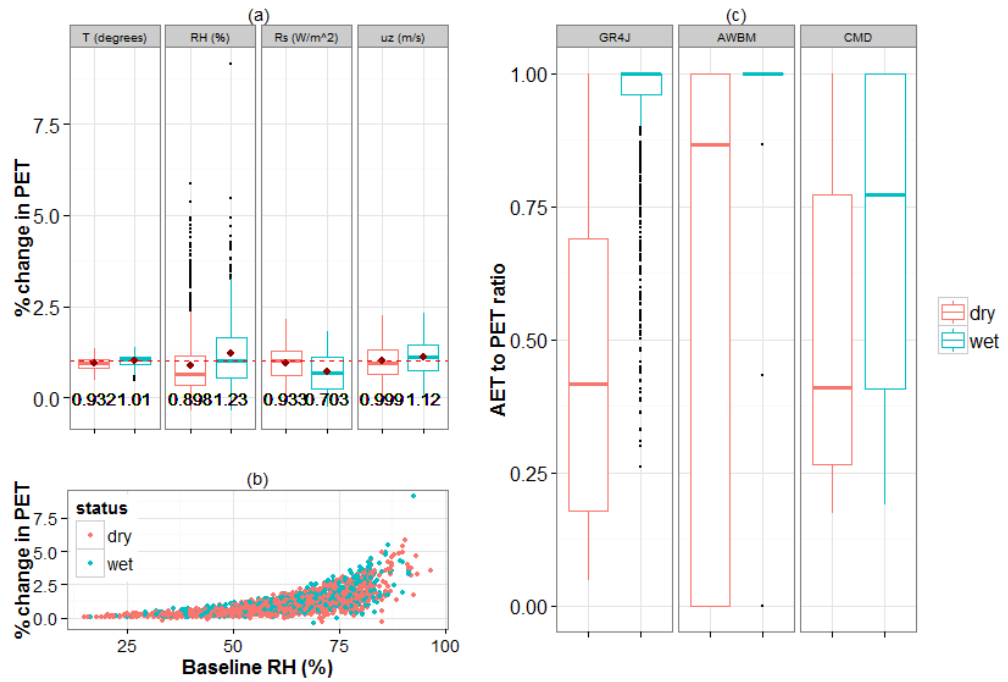 (a)
T (degrees) RH (%) Rs (W/m^2) uz (m/s)
% change in PET
7.5
5.0
2.5
0.0
0.932 1.01 0.898 1.23 0.933 0.703 0.999 1.12
(b)
% change in PET
7.5
5.0
2.5
0.0
status
dry
wet
25 50 75 100
Baseline RH (%)
(c)
GR4J AWBM CMD
AET to PET ratio
1.00
0.75
0.50
0.25
0.00
dry
wet